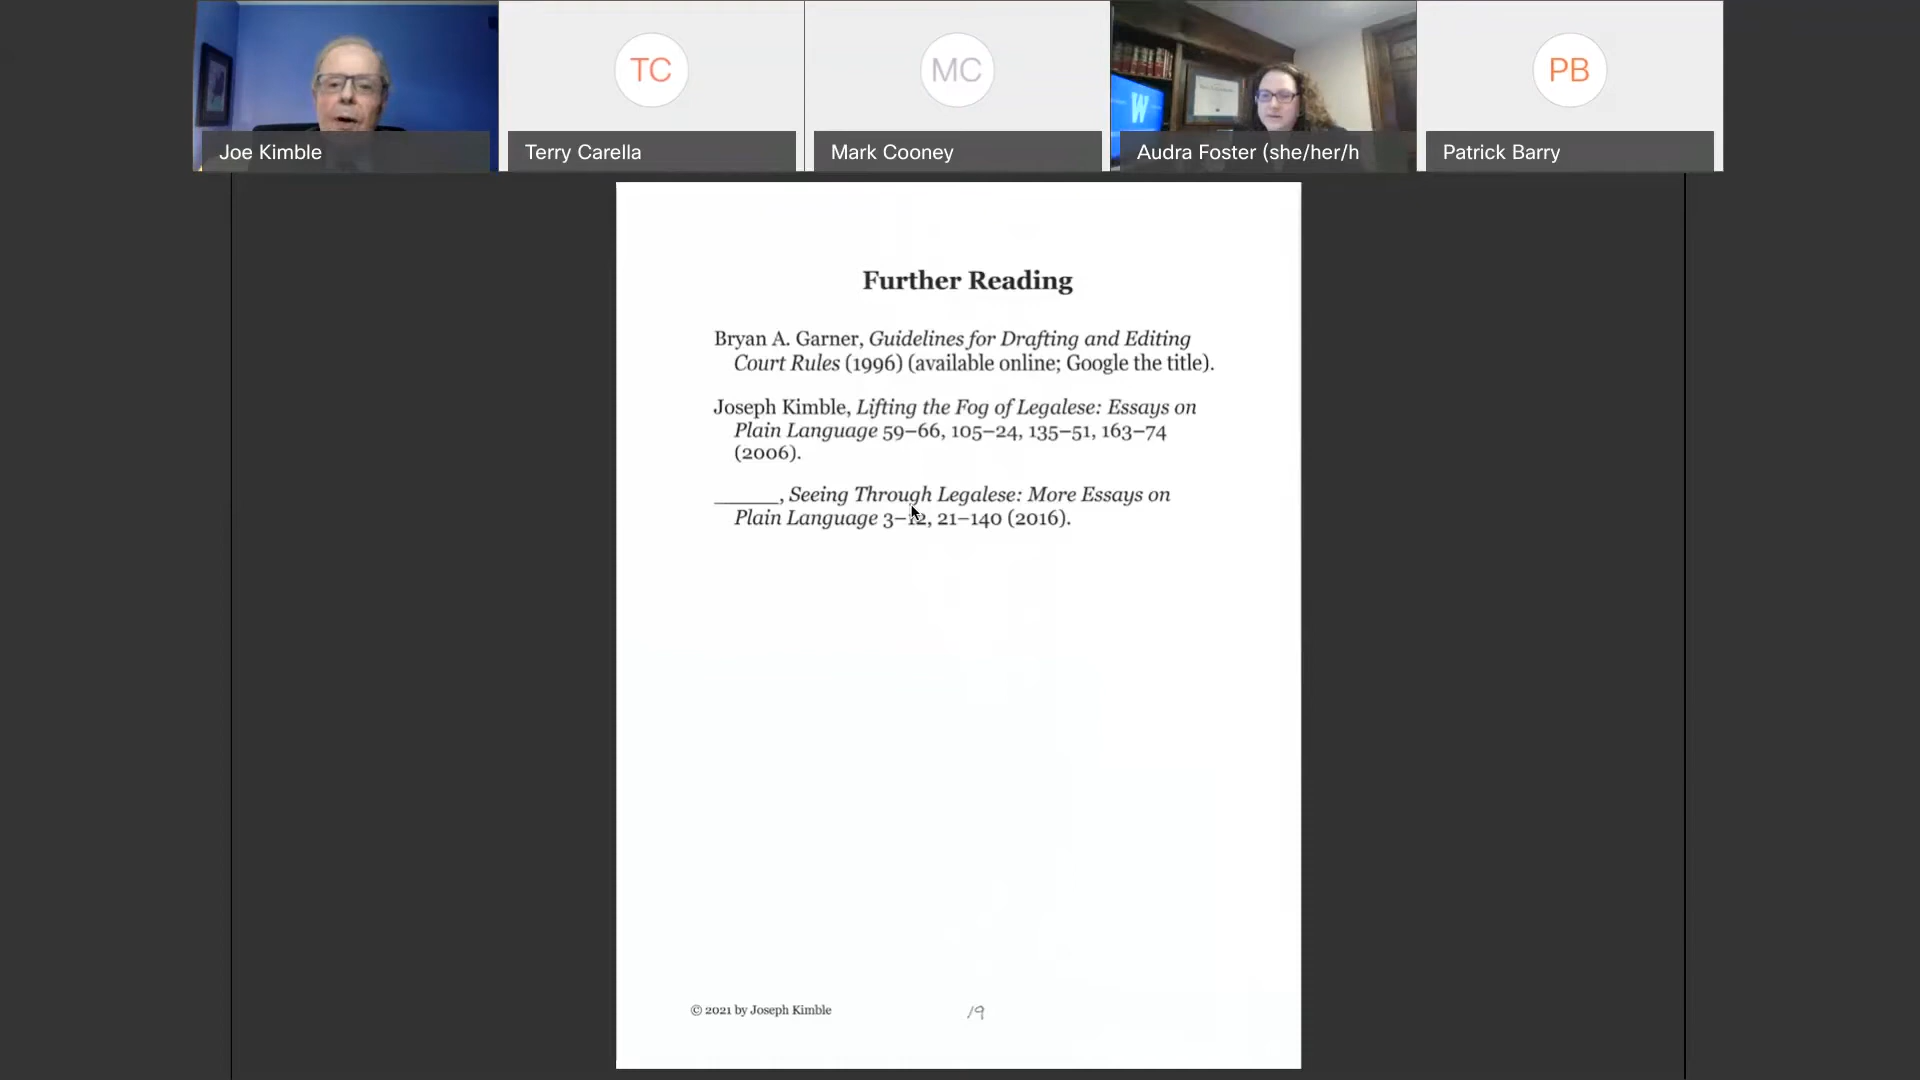 TC
MC
W
PB
Joe Kimble
Terry Carella
Mark Cooney
Audra Foster (she/her/h
Patrick Barry
Further Reading
Bryan A. Garner, Guidelines for Drafting and Editing
Court Rules (1996) (available online; Google the title).
Joseph Kimble, Lifting the Fog of Legalese: Essays on
Plain Language 59–66, 105–24, 135–51, 163–74
(2006).
______, Seeing Through Legalese: More Essays on
Plain Language 3–12, 21–140 (2016).
© 2021 by Joseph Kimble
19